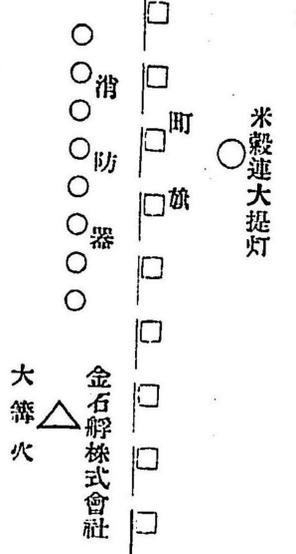 米穀連大提灯
町旗
消防器
金石艀株式會社
大篝火